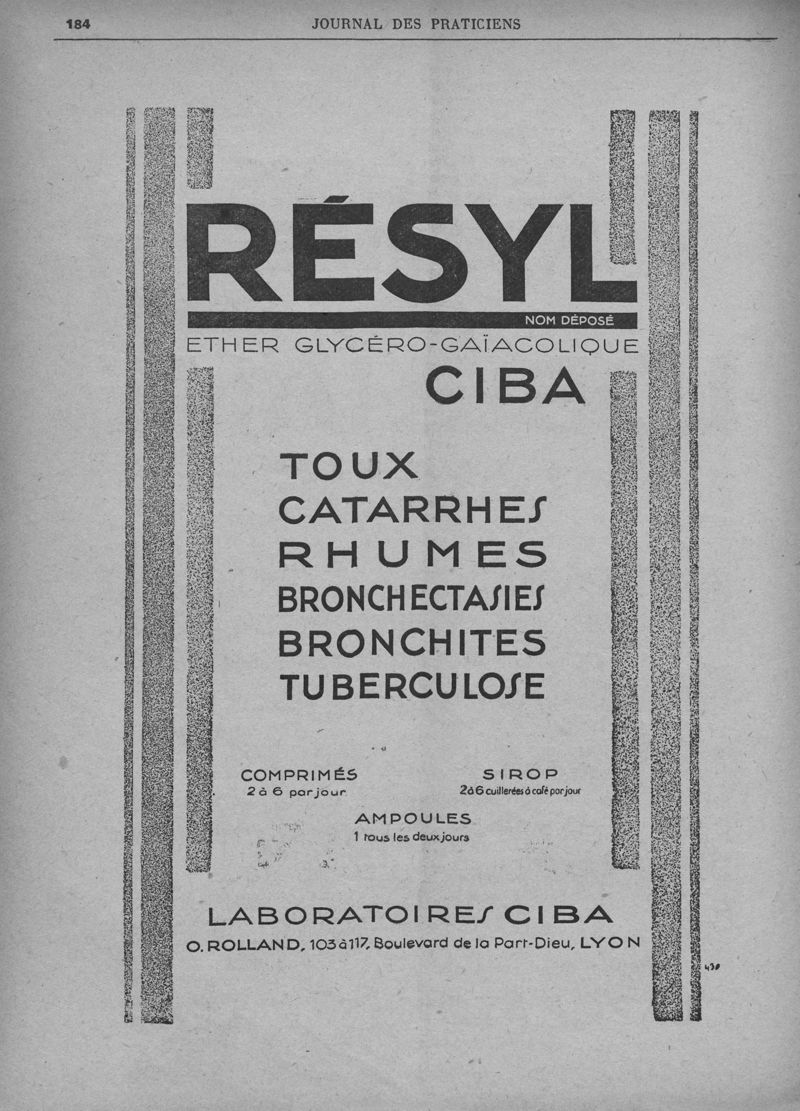 184
JOURNAL DES PRATICIENS
RÉSYL
NOM DÉPOSÉ
ETHER GLYCÉRO-GAÏACOLIQUE
CIBA
TOUX
CATARRHES
RHUMES
BRONCHECTASIES
BRONCHITES
TUBERCULOSE
COMPRIMÉS
2 à 6 par jour
SIROP
2 à 6 cuillerées à café par jour
AMPOULES
1 tous les deux jours
LABORATOIRES CIBA
O. ROLLAND, 103 à 117, Boulevard de la Part-Dieu, LYON